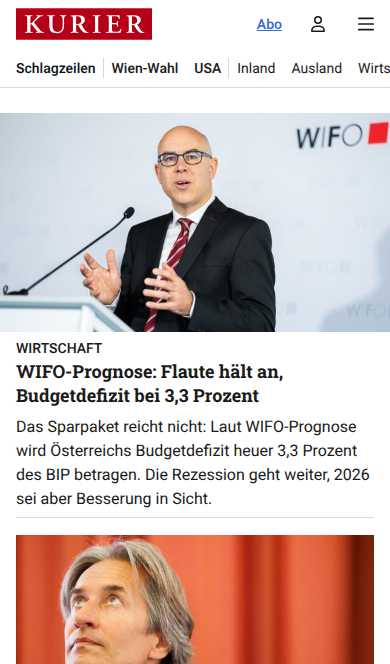 KURIER
Abo
Schlagzeilen Wien-Wahl USA Inland Ausland Wirts
WIFO
WIRTSCHAFT
WIFO-Prognose: Flaute hält an,
Budgetdefizit bei 3,3 Prozent
Das Sparpaket reicht nicht: Laut WIFO-Prognose
wird Österreichs Budgetdefizit heuer 3,3 Prozent
des BIP betragen. Die Rezession geht weiter, 2026
sei aber Besserung in Sicht.